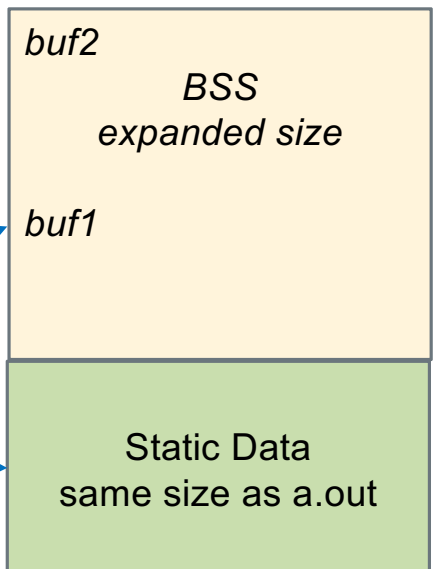 buf2
BSS
expanded size
buf1
Static Data
same size as a.out